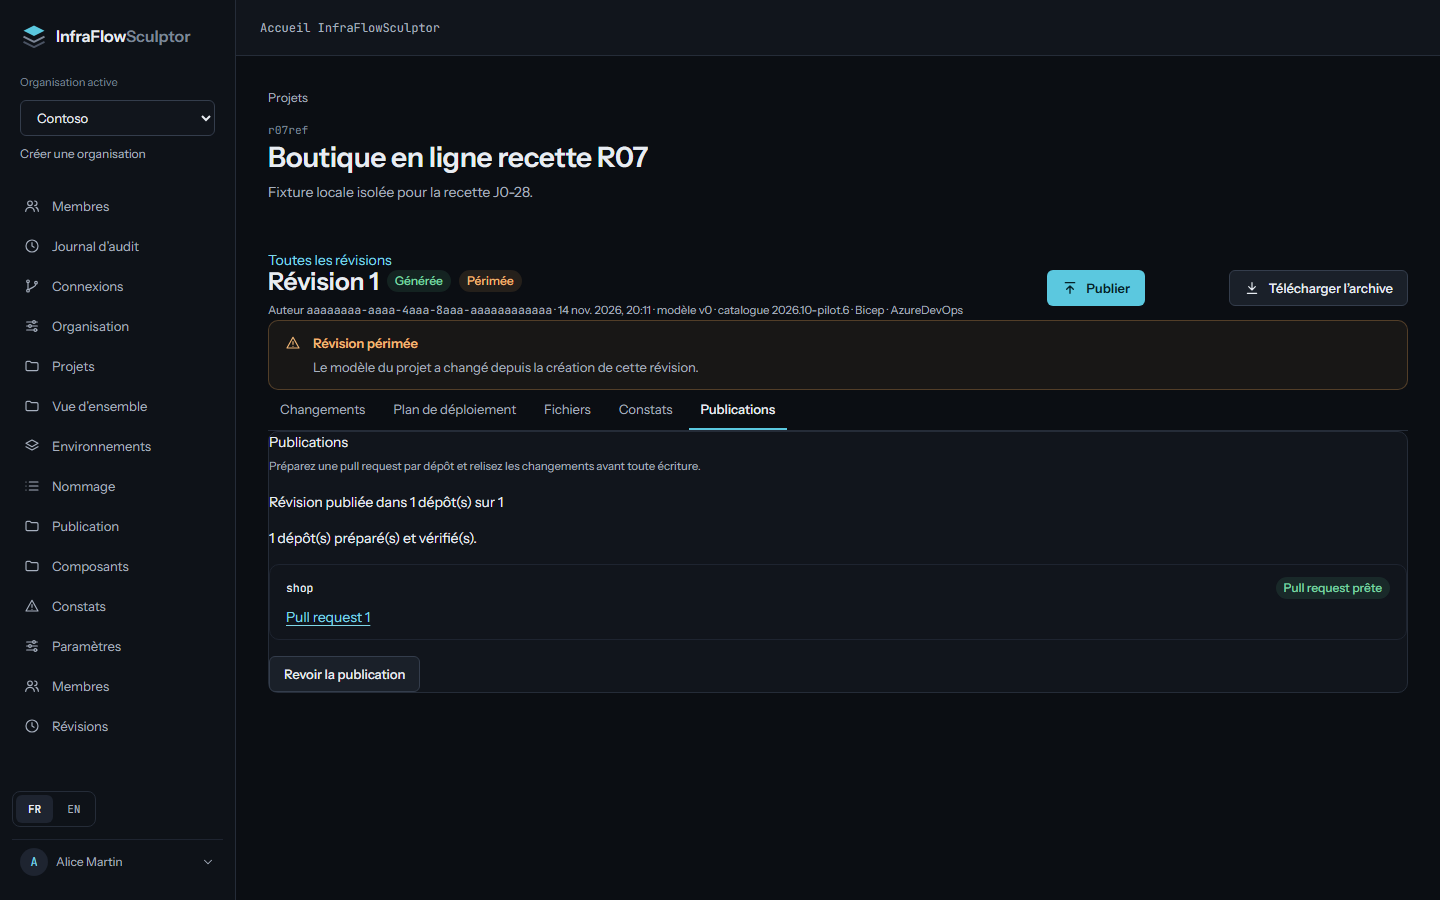 InfraFlowSculptor
Organisation active
Contoso
Créer une organisation
Membres
Journal d'audit
Connexions
Organisation
Projets
Vue d'ensemble
Environnements
Nommage
Publication
Composants
Constats
Paramètres
Membres
Révisions
FR EN
A Alice Martin
Accueil InfraFlowSculptor
Projets
r07ref
Boutique en ligne recette R07
Fixture locale isolée pour la recette J0-28.
Toutes les révisions
Révision 1 Générée Périmée
Publier
Télécharger l'archive
Auteur aaaaaaaa-aaaa-4aaa-8aaa-aaaaaaaaaaaa · 14 nov. 2026, 20:11 · modèle v0 · catalogue 2026.10-pilot.6 · Bicep · AzureDevOps
Révision périmée
Le modèle du projet a changé depuis la création de cette révision.
Changements Plan de déploiement Fichiers Constats Publications
Publications
Préparez une pull request par dépôt et relisez les changements avant toute écriture.
Révision publiée dans 1 dépôt(s) sur 1
1 dépôt(s) préparé(s) et vérifié(s).
shop
Pull request prête
Pull request 1
Revoir la publication